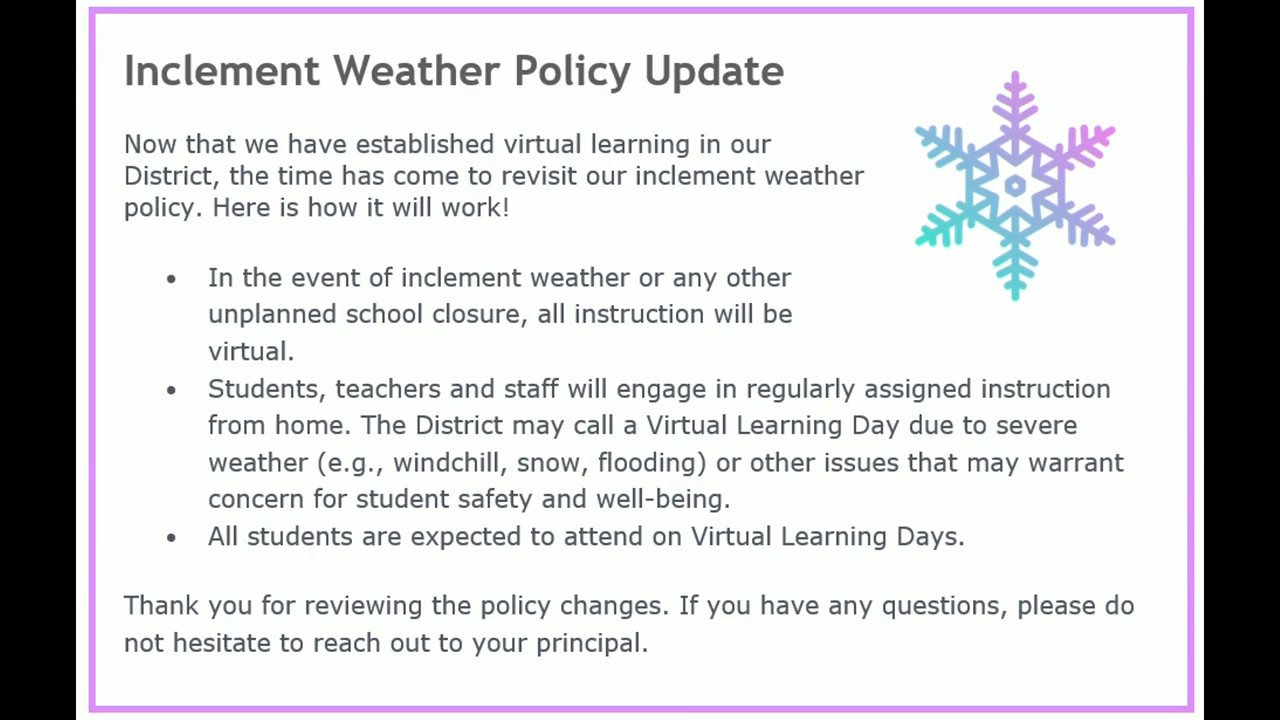 Inclement Weather Policy Update
Now that we have established virtual learning in our
District, the time has come to revisit our inclement weather
policy. Here is how it will work!
• In the event of inclement weather or any other
unplanned school closure, all instruction will be
virtual.
• Students, teachers and staff will engage in regularly assigned instruction
from home. The District may call a Virtual Learning Day due to severe
weather (e.g., windchill, snow, flooding) or other issues that may warrant
concern for student safety and well-being.
• All students are expected to attend on Virtual Learning Days.
Thank you for reviewing the policy changes. If you have any questions, please do
not hesitate to reach out to your principal.